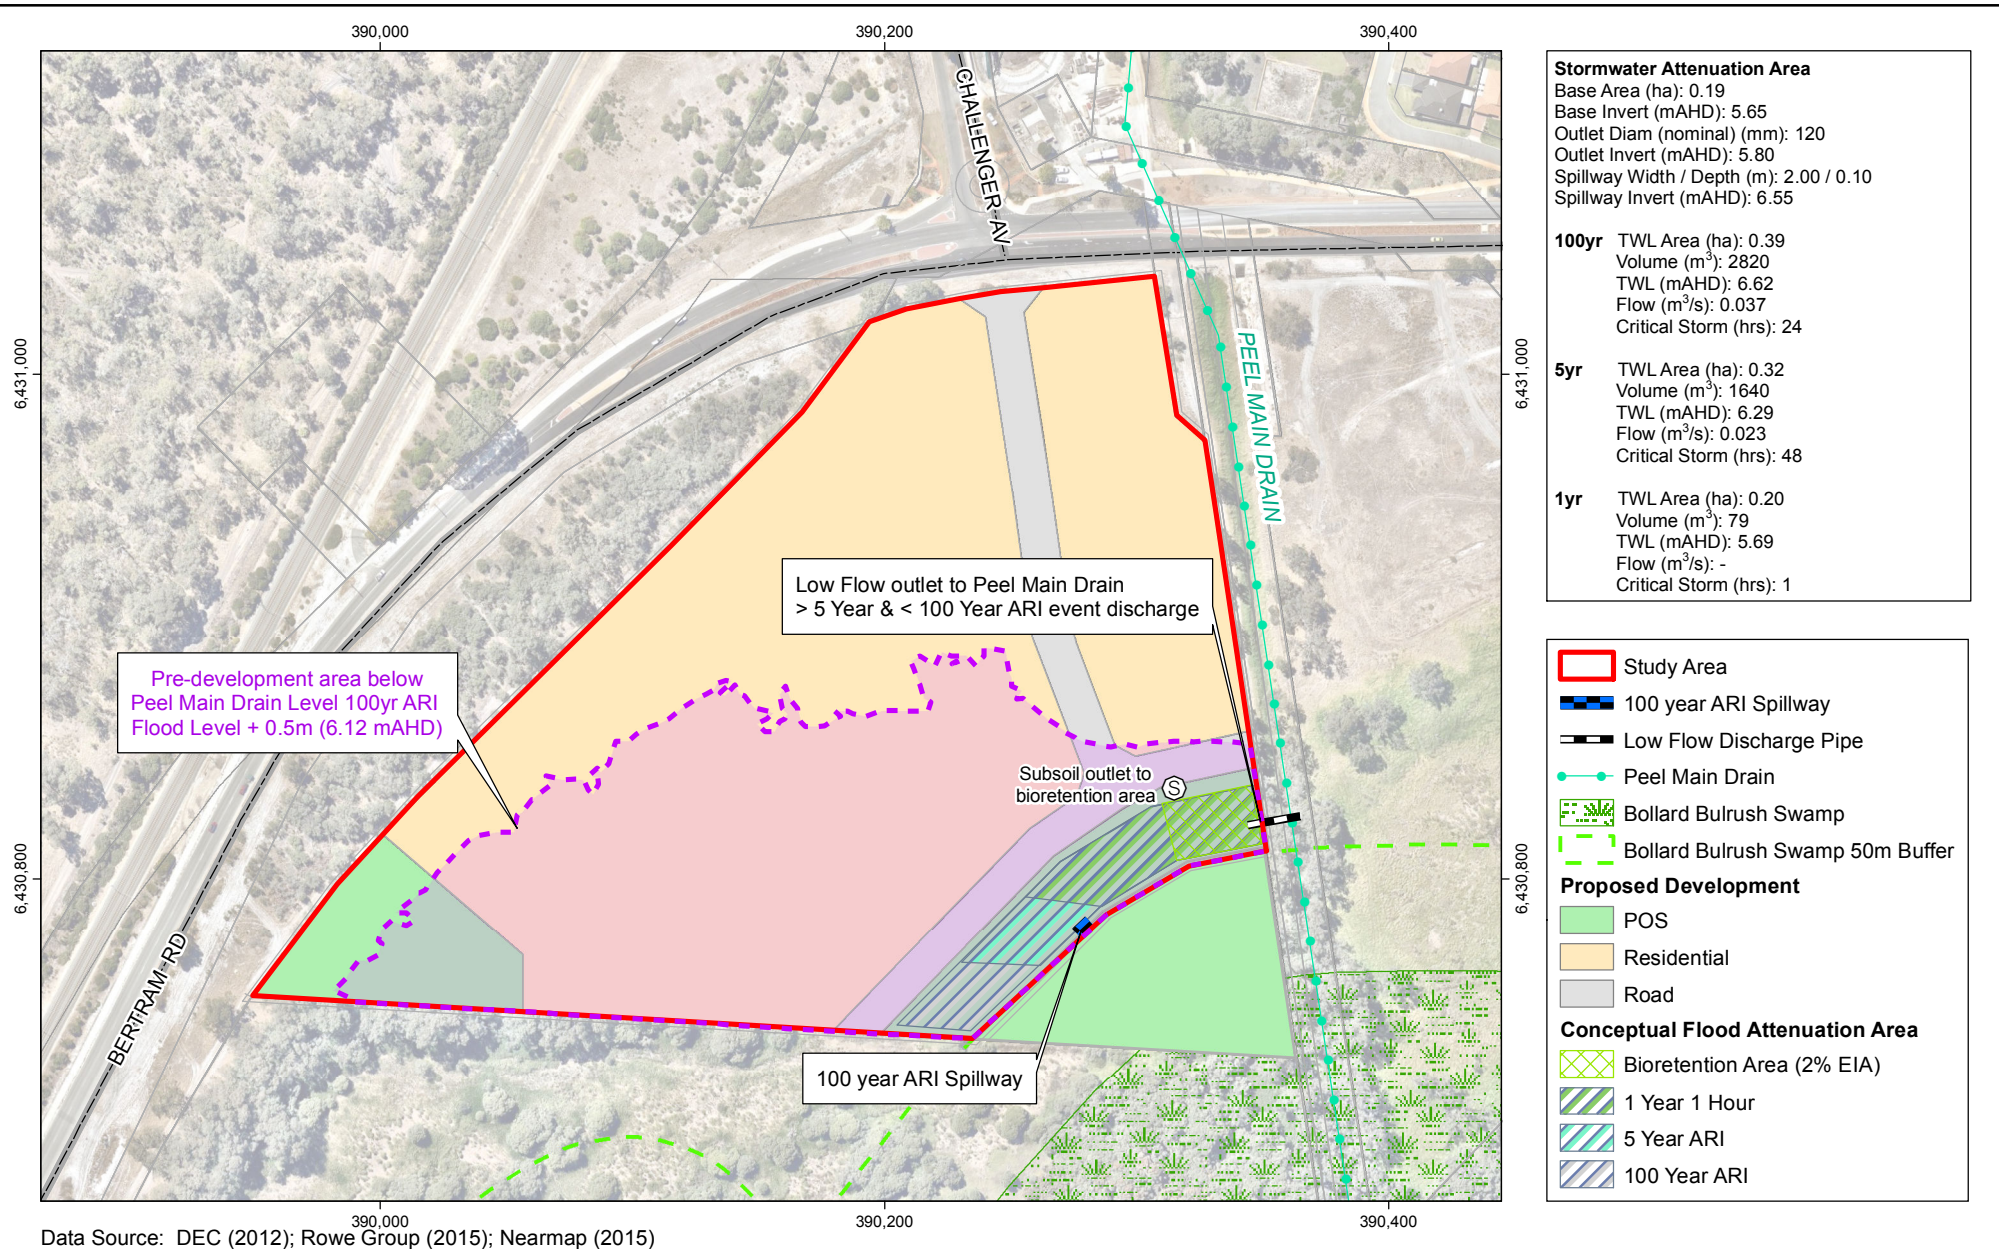 390,000
390,200
390,400
6,431,000
6,430,800
6,431,000
6,430,800
CHALLENGER AV
PEEL MAIN DRAIN
BERTRAM RD
Low Flow outlet to Peel Main Drain
> 5 Year & < 100 Year ARI event discharge
Pre-development area below
Peel Main Drain Level 100yr ARI
Flood Level + 0.5m (6.12 mAHD)
Subsoil outlet to
bioretention area
S
100 year ARI Spillway
390,000
390,200
390,400
Data Source: DEC (2012); Rowe Group (2015); Nearmap (2015)
Stormwater Attenuation Area
Base Area (ha): 0.19
Base Invert (mAHD): 5.65
Outlet Diam (nominal) (mm): 120
Outlet Invert (mAHD): 5.80
Spillway Width / Depth (m): 2.00 / 0.10
Spillway Invert (mAHD): 6.55
100yr TWL Area (ha): 0.39
Volume (m³): 2820
TWL (mAHD): 6.62
Flow (m³/s): 0.037
Critical Storm (hrs): 24
5yr TWL Area (ha): 0.32
Volume (m³): 1640
TWL (mAHD): 6.29
Flow (m³/s): 0.023
Critical Storm (hrs): 48
1yr TWL Area (ha): 0.20
Volume (m³): 79
TWL (mAHD): 5.69
Flow (m³/s): -
Critical Storm (hrs): 1
Study Area
100 year ARI Spillway
Low Flow Discharge Pipe
Peel Main Drain
Bollard Bulrush Swamp
Bollard Bulrush Swamp 50m Buffer
Proposed Development
POS
Residential
Road
Conceptual Flood Attenuation Area
Bioretention Area (2% EIA)
1 Year 1 Hour
5 Year ARI
100 Year ARI